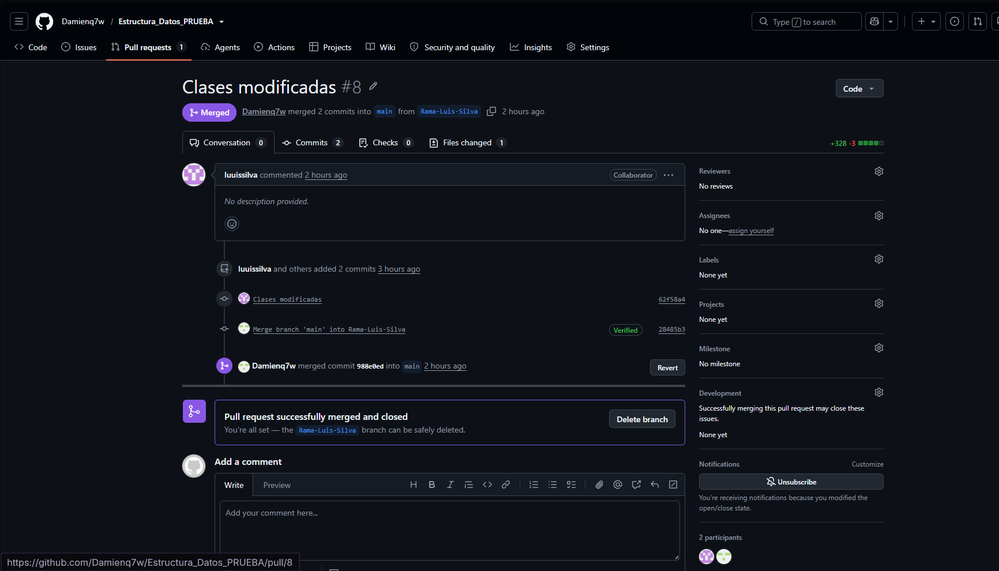 Damienq7w / Estructura_Datos_PRUEBA
Type / to search
Code
Issues
Pull requests 1
Agents
Actions
Projects
Wiki
Security and quality
Insights
Settings
Clases modificadas #8
Code
Merged
Damienq7w merged 2 commits into main from Rama-Luis-Silva 2 hours ago
Conversation 0
Commits 2
Checks 0
Files changed 1
+328 -3
luuissilva commented 2 hours ago
Collaborator
No description provided.
luuissilva and others added 2 commits 3 hours ago
Clases modificadas
62f58a4
Merge branch 'main' into Rama-Luis-Silva
Verified
28485b3
Damienq7w merged commit 988e0ed into main 2 hours ago
Revert
Pull request successfully merged and closed
You're all set — the Rama-Luis-Silva branch can be safely deleted.
Delete branch
Add a comment
Write
Preview
Add your comment here...
Reviewers
No reviews
Assignees
No one—assign yourself
Labels
None yet
Projects
None yet
Milestone
No milestone
Development
Successfully merging this pull request may close these
issues.
None yet
Notifications
Customize
Unsubscribe
You're receiving notifications because you modified the
open/close state.
2 participants
https://github.com/Damienq7w/Estructura_Datos_PRUEBA/pull/8